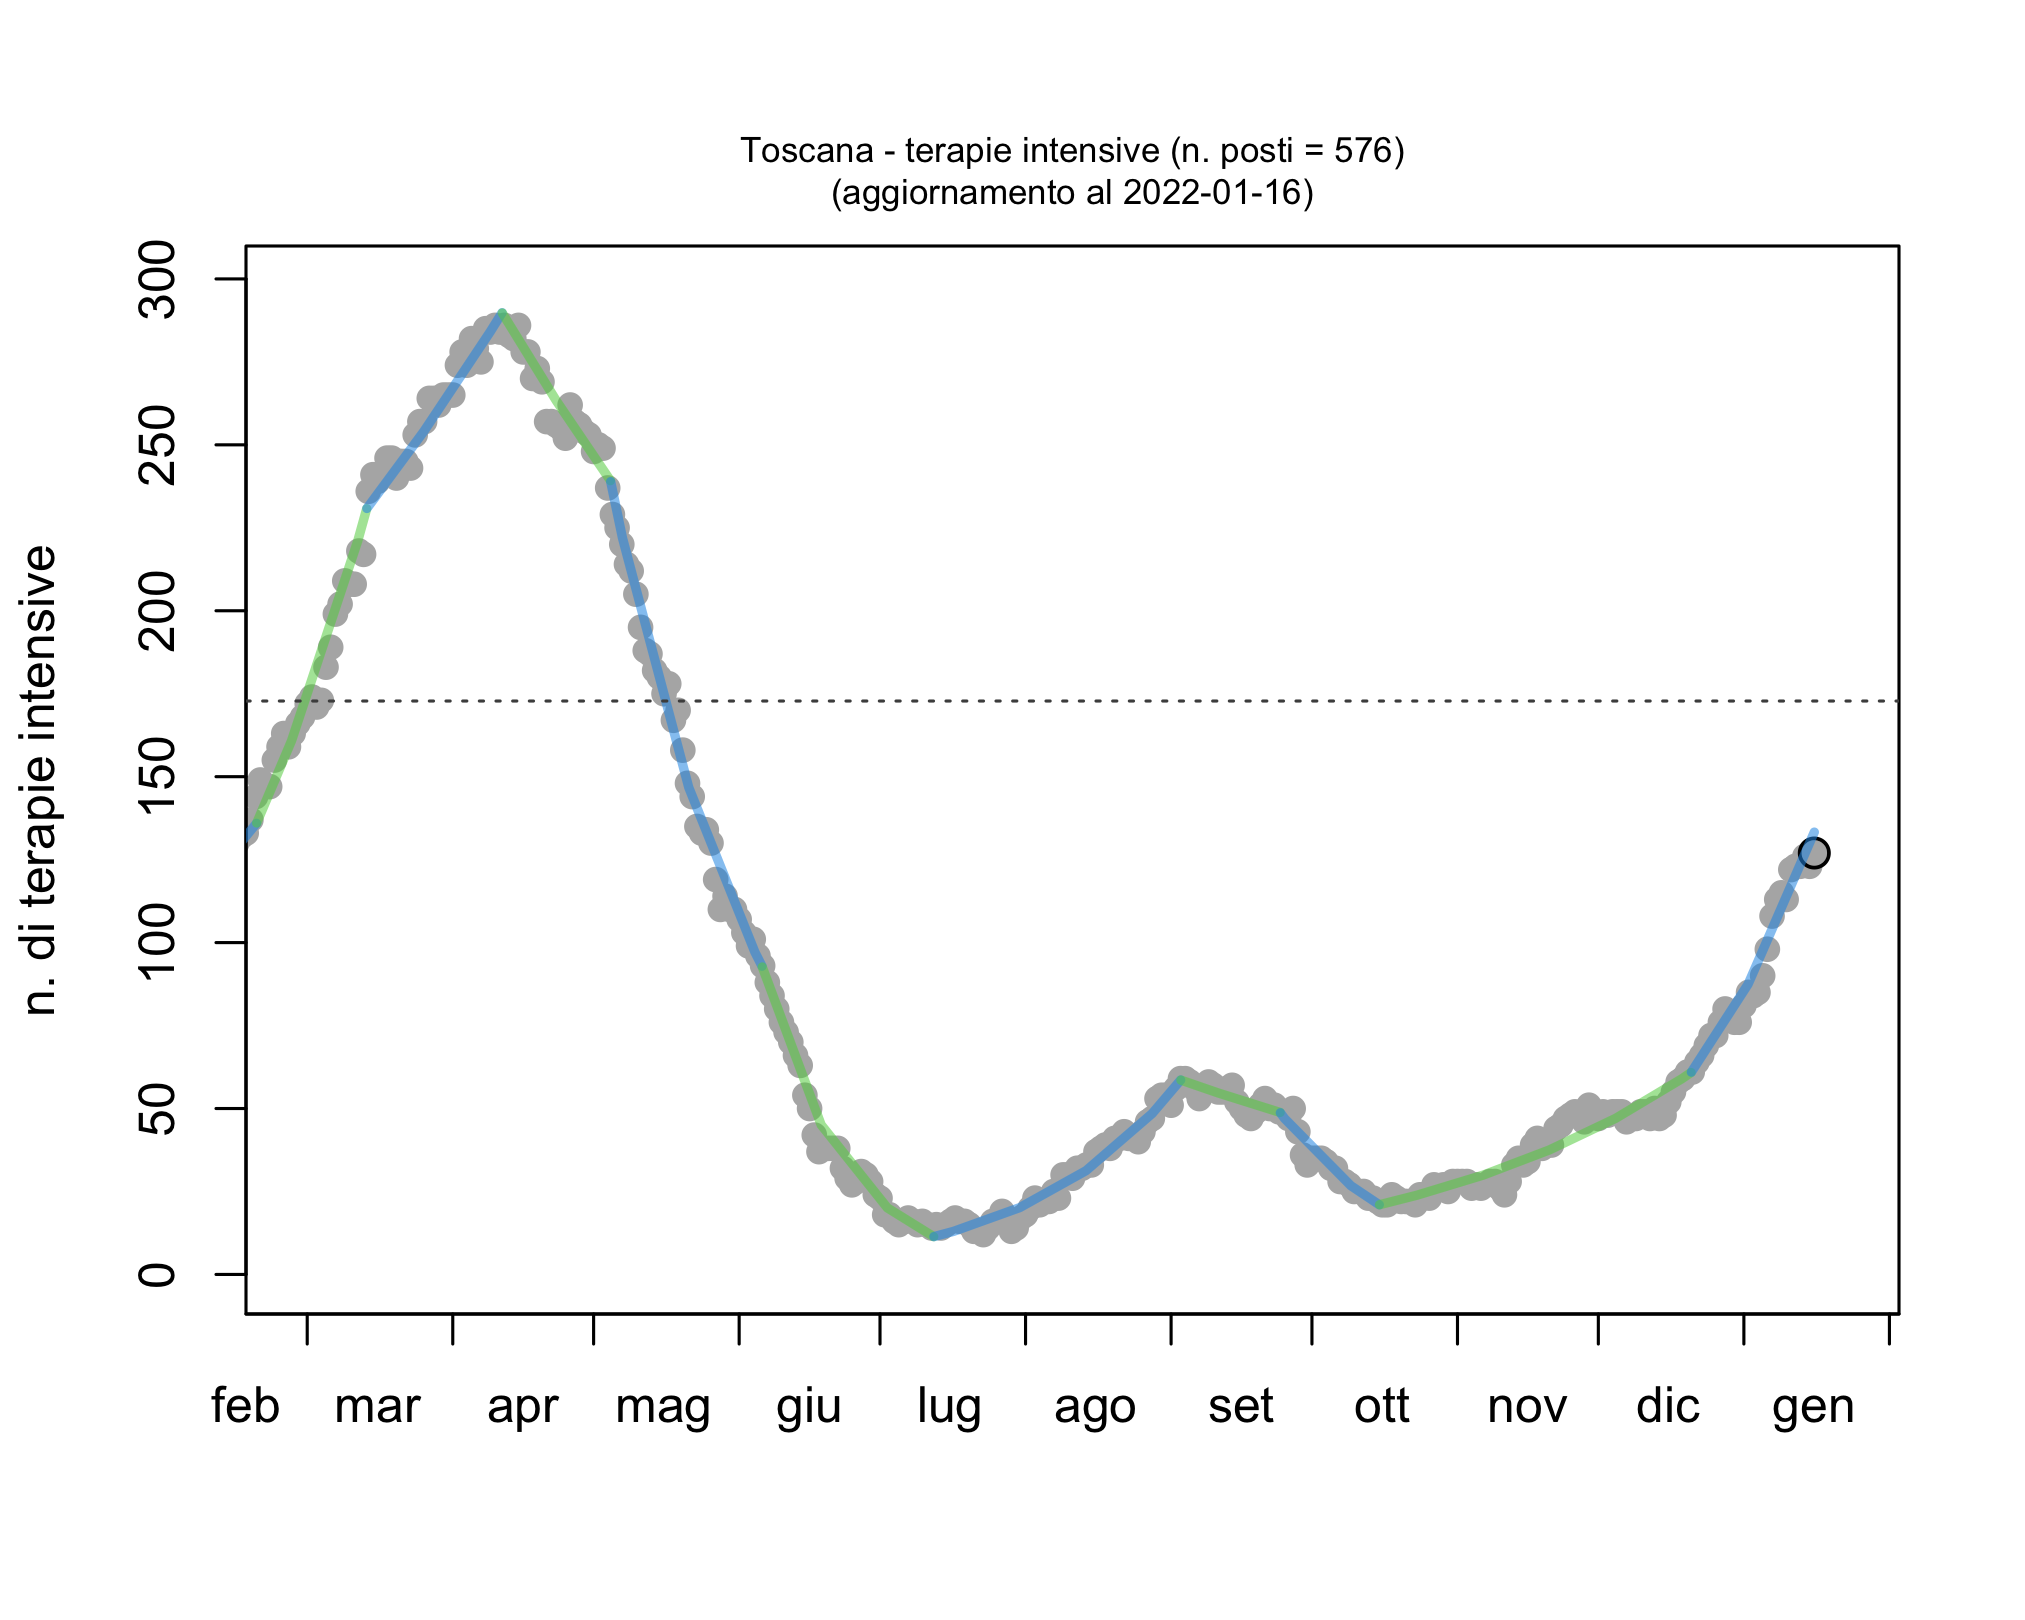 Toscana - terapie intensive (n. posti = 576)
(aggiornamento al 2022-01-16)
n. di terapie intensive
300
250
200
150
100
50
0
feb mar apr mag giu lug ago set ott nov dic gen